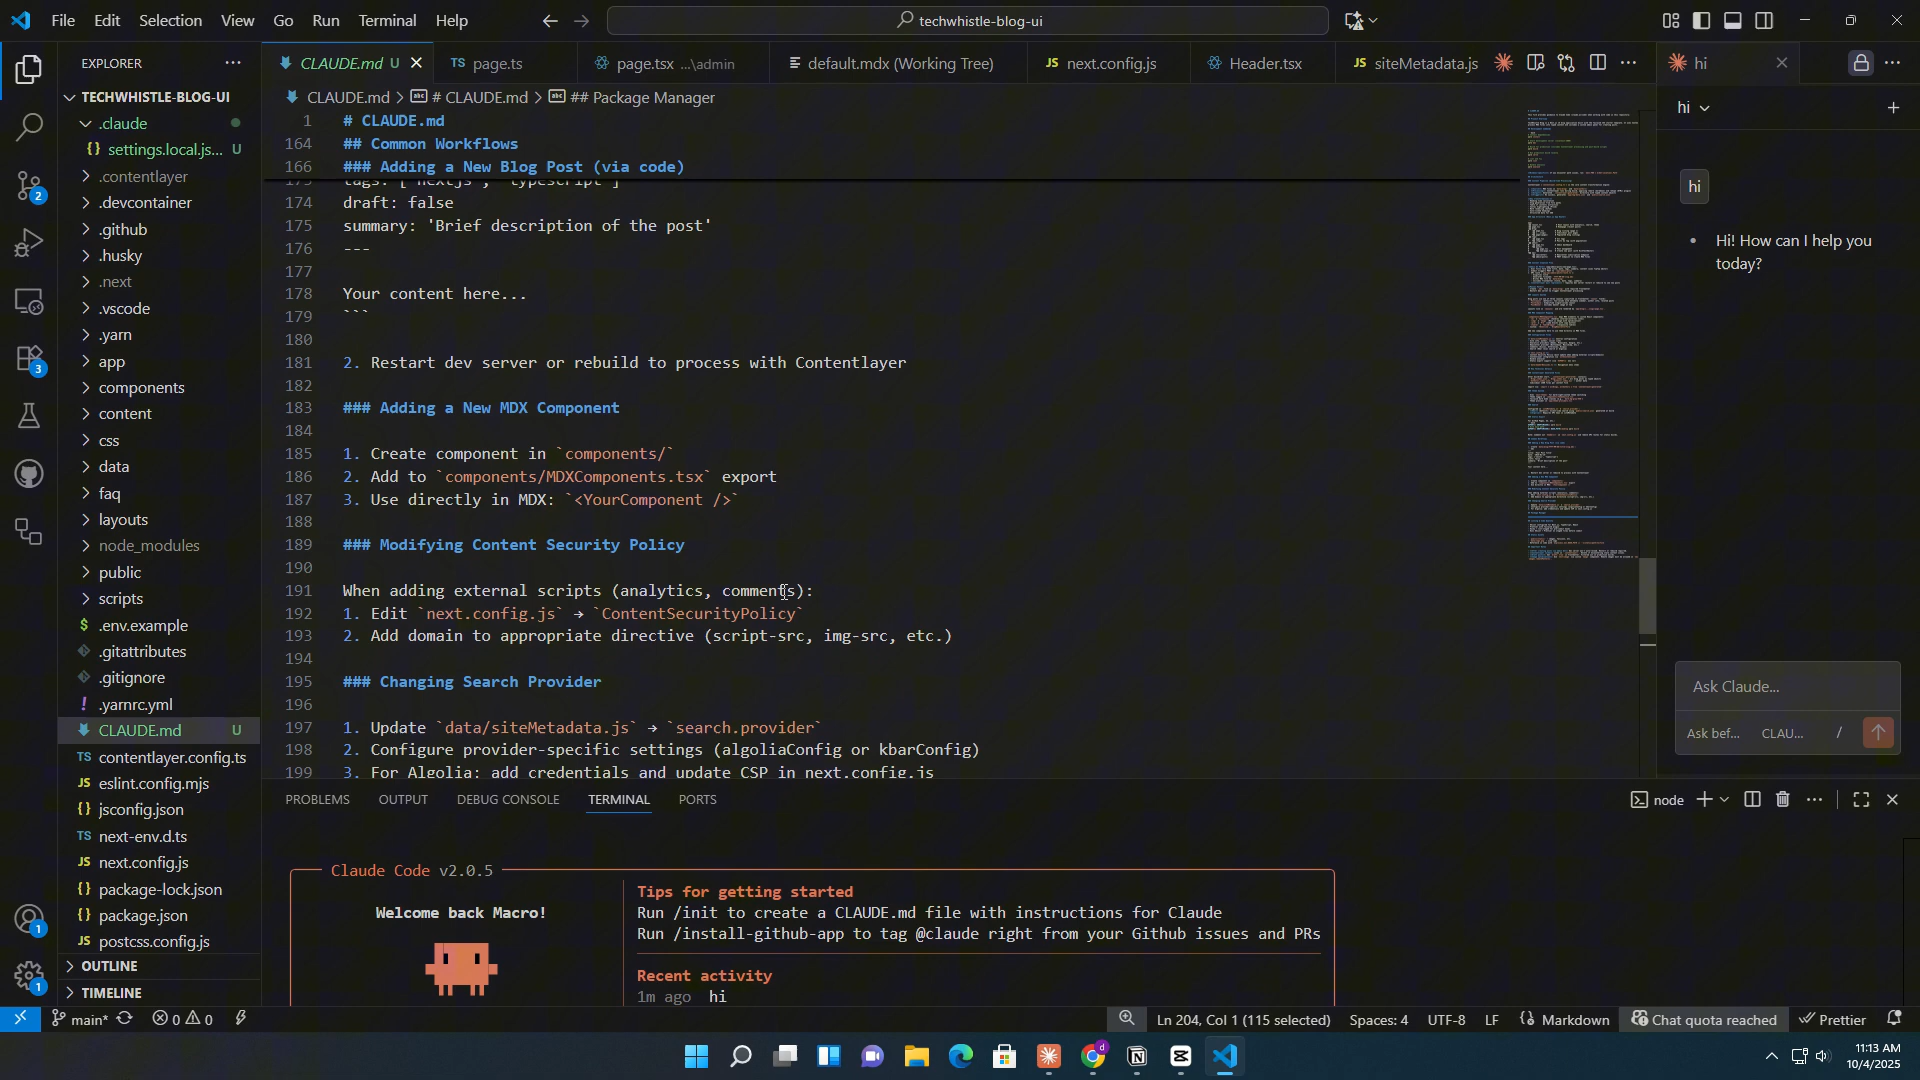 File Edit Selection View Go Run Terminal Help
techwhistle-blog-ui
EXPLORER
TECHWHISTLE-BLOG-UI
.claude
{} settings.local.js... U
.contentlayer
.devcontainer
.github
.husky
.next
.vscode
.yarn
app
components
content
css
data
faq
layouts
node_modules
public
scripts
$ .env.example
.gitattributes
.gitignore
! .yarnrc.yml
CLAUDE.md U
TS contentlayer.config.ts
JS eslint.config.mjs
{} jsconfig.json
TS next-env.d.ts
JS next.config.js
{} package-lock.json
{} package.json
JS postcss.config.js
OUTLINE
TIMELINE
2
3
1
1
CLAUDE.md U
TS page.ts
page.tsx ...\admin
default.mdx (Working Tree)
JS next.config.js
Header.tsx
JS siteMetadata.js
CLAUDE.md > # CLAUDE.md > ## Package Manager
1 # CLAUDE.md
164 ## Common Workflows
166 ### Adding a New Blog Post (via code)
173 tags: ['nextjs', 'typescript']
174 draft: false
175 summary: 'Brief description of the post'
176 ---
177
178 Your content here...
179 ```
180
181 2. Restart dev server or rebuild to process with Contentlayer
182
183 ### Adding a New MDX Component
184
185 1. Create component in `components/`
186 2. Add to `components/MDXComponents.tsx` export
187 3. Use directly in MDX: `<YourComponent />`
188
189 ### Modifying Content Security Policy
190
191 When adding external scripts (analytics, comments):
192 1. Edit `next.config.js` → `ContentSecurityPolicy`
193 2. Add domain to appropriate directive (script-src, img-src, etc.)
194
195 ### Changing Search Provider
196
197 1. Update `data/siteMetadata.js` → `search.provider`
198 2. Configure provider-specific settings (algoliaConfig or kbarConfig)
199 3. For Algolia: add credentials and update CSP in next.config.js
hi
hi
hi
Hi! How can I help you
today?
Ask Claude...
Ask bef... CLAU... /
PROBLEMS OUTPUT DEBUG CONSOLE TERMINAL PORTS
node
Claude Code v2.0.5
Welcome back Macro!
Tips for getting started
Run /init to create a CLAUDE.md file with instructions for Claude
Run /install-github-app to tag @claude right from your Github issues and PRs
Recent activity
1m ago hi
main* 0 0
Ln 204, Col 1 (115 selected) Spaces: 4 UTF-8 LF {} Markdown Chat quota reached Prettier
d
11:13 AM
10/4/2025